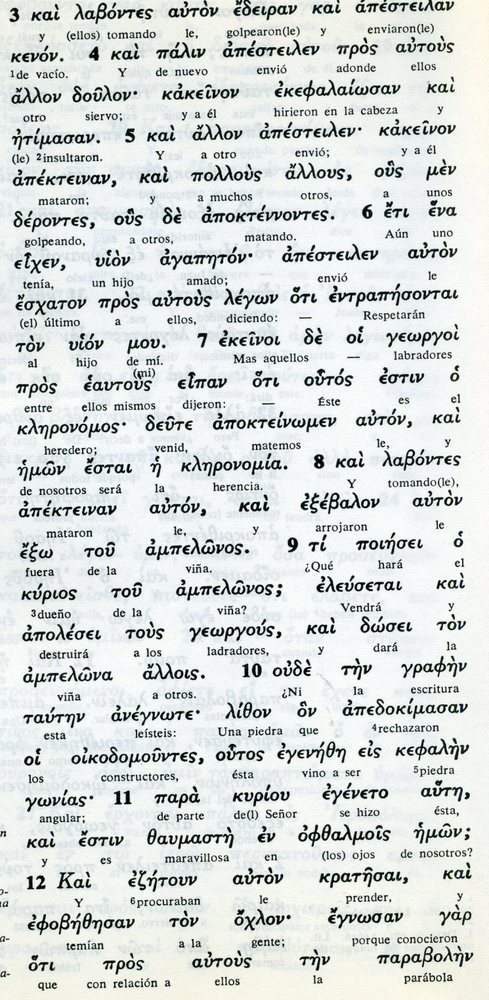 3 καὶ λαβόντες αὐτὸν ἔδειραν καὶ ἀπέστειλαν
y (ellos) tomando le, golpearon(le) y enviaron(le)
κενόν. 4 καὶ πάλιν ἀπέστειλεν πρὸς αὐτοὺς
1de vacío. Y de nuevo envió adonde ellos
ἄλλον δοῦλον· κἀκεῖνον ἐκεφαλαίωσαν καὶ
otro siervo; y a él hirieron en la cabeza y
ἠτίμασαν. 5 καὶ ἄλλον ἀπέστειλεν· κἀκεῖνον
(le) 2insultaron. Y a otro envió; y a él
ἀπέκτειναν, καὶ πολλοὺς ἄλλους, οὓς μὲν
mataron; y a muchos otros, a unos
δέροντες, οὓς δὲ ἀποκτέννοντες. 6 ἔτι ἕνα
golpeando, a otros, matando. Aún uno
εἶχεν, υἱὸν ἀγαπητόν· ἀπέστειλεν αὐτὸν
tenía, un hijo amado; envió le
ἔσχατον πρὸς αὐτοὺς λέγων ὅτι ἐντραπήσονται
(el) último a ellos, diciendo: — Respetarán
τὸν υἱόν μου. 7 ἐκεῖνοι δὲ οἱ γεωργοὶ
al hijo de mí. Mas aquellos — labradores
(mi)
πρὸς ἑαυτοὺς εἶπαν ὅτι οὗτός ἐστιν ὁ
entre ellos mismos dijeron: — Éste es el
κληρονόμος· δεῦτε ἀποκτείνωμεν αὐτόν, καὶ
heredero; venid, matemos le, y
ἡμῶν ἔσται ἡ κληρονομία. 8 καὶ λαβόντες
de nosotros será la herencia. Y tomando(le),
ἀπέκτειναν αὐτόν, καὶ ἐξέβαλον αὐτὸν
mataron le, y arrojaron le
ἔξω τοῦ ἀμπελῶνος. 9 τί ποιήσει ὁ
fuera de la viña. ¿Qué hará el
κύριος τοῦ ἀμπελῶνος; ἐλεύσεται καὶ
3dueño de la viña? Vendrá y
ἀπολέσει τοὺς γεωργούς, καὶ δώσει τὸν
destruirá a los ladradores, y dará la
ἀμπελῶνα ἄλλοις. 10 οὐδὲ τὴν γραφὴν
viña a otros. ¿Ni la escritura
ταύτην ἀνέγνωτε· λίθον ὃν ἀπεδοκίμασαν
esta leísteis: Una piedra que 4rechazaron
οἱ οἰκοδομοῦντες, οὗτος ἐγενήθη εἰς κεφαλὴν
los constructores, ésta vino a ser 5piedra
γωνίας· 11 παρὰ κυρίου ἐγένετο αὕτη,
angular; de parte de(l) Señor se hizo ésta,
καὶ ἔστιν θαυμαστὴ ἐν ὀφθαλμοῖς ἡμῶν;
y es maravillosa en (los) ojos de nosotros?
12 Καὶ ἐζήτουν αὐτὸν κρατῆσαι, καὶ
Y 6procuraban le prender, y
ἐφοβήθησαν τὸν ὄχλον· ἔγνωσαν γὰρ
temían a la gente; porque conocieron
ὅτι πρὸς αὐτοὺς τὴν παραβολὴν
que con relación a ellos la parábola